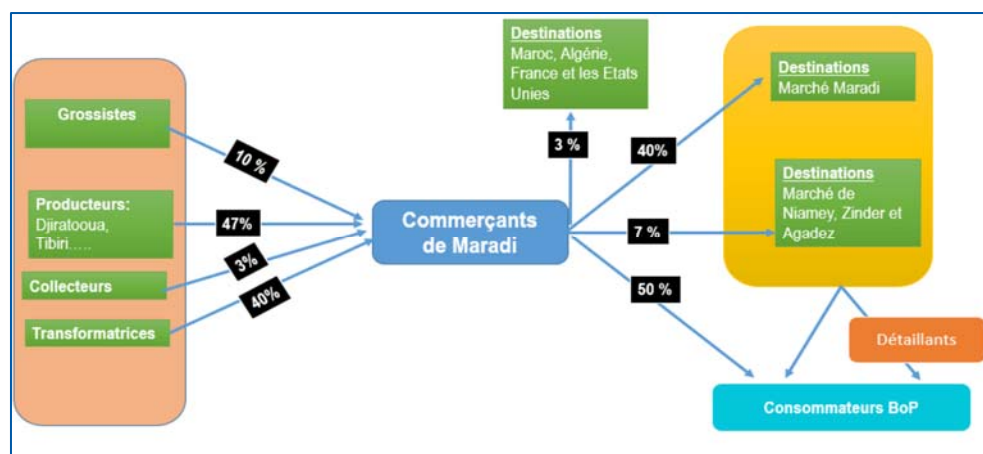 Grossistes
10 %
Producteurs:
Djiratooua,
Tibiri.....
47%
Collecteurs
3%
Transformatrices
40%
Commerçants
de Maradi
Destinations
Maroc, Algérie,
France et les Etats
Unies
3 %
40%
Destinations
Marché Maradi
7 %
Destinations
Marché de
Niamey, Zinder et
Agadez
50 %
Détaillants
Consommateurs BoP